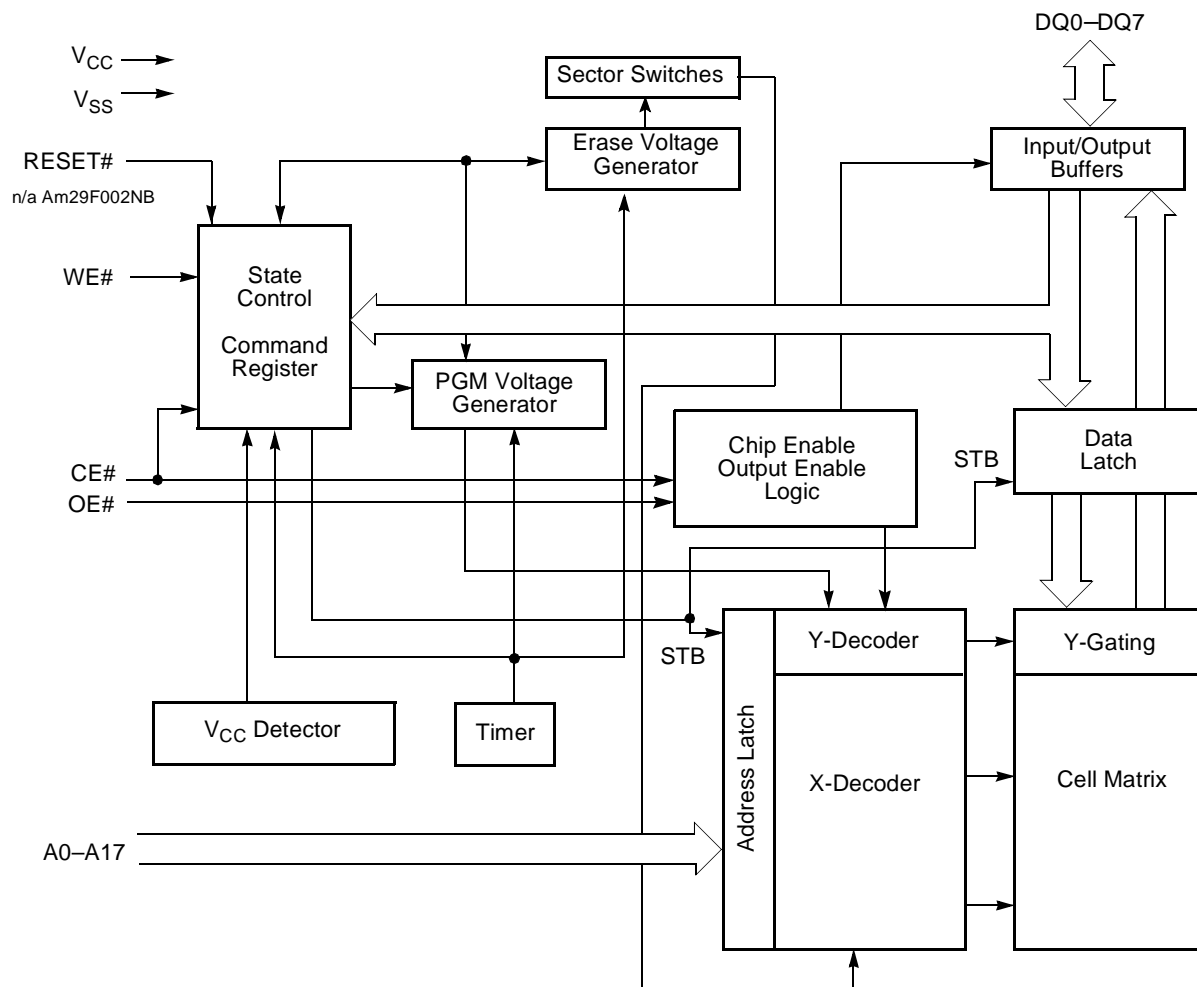 DQ0–DQ7
VCC
VSS
Sector Switches
Erase Voltage
Generator
Input/Output
Buffers
RESET#
n/a Am29F002NB
WE#
State
Control
Command
Register
PGM Voltage
Generator
Chip Enable
Output Enable
Logic
Data
Latch
STB
CE#
OE#
STB
Y-Decoder
Y-Gating
VCC Detector
Timer
Address Latch
X-Decoder
Cell Matrix
A0–A17